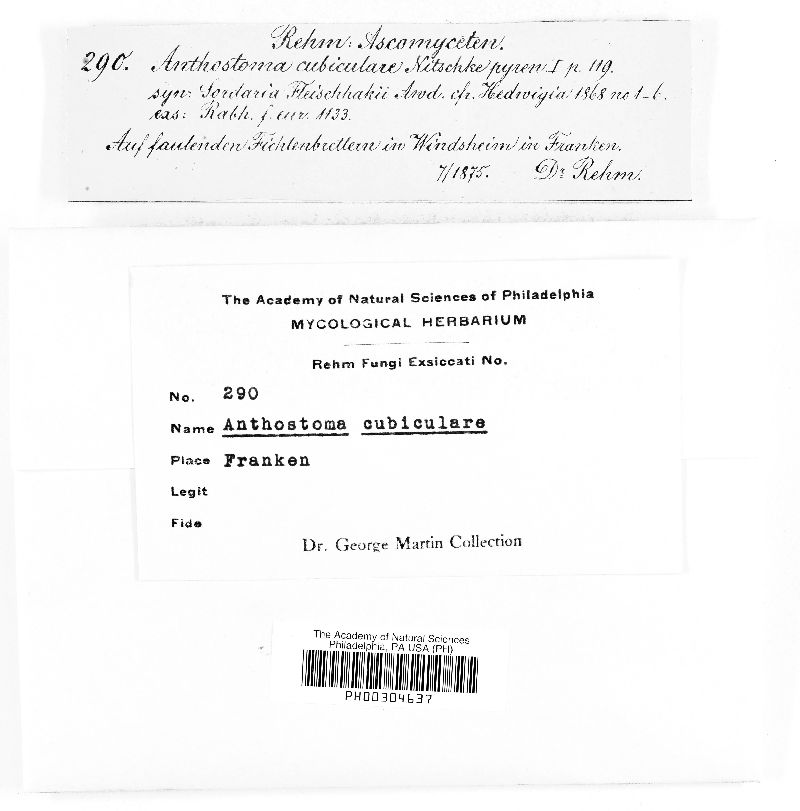 Rehm: Ascomyceten.
290. Anthostoma cubiculare Nitschke pyren I p. 119.
syn: Sordaria Fleischhakii Awd. cfr. Hedwigia 1868 no 1-6.
exs: Rabh. f. eur. 1133.
Auf faulenden Fichtenbrettern in Windsheim in Franken.
7/1875. Dr Rehm.
The Academy of Natural Sciences of Philadelphia
MYCOLOGICAL HERBARIUM
Rehm Fungi Exsiccati No.
No. 290
Name Anthostoma cubiculare
Place Franken
Legit
Fide
Dr. George Martin Collection
The Academy of Natural Sciences
Philadelphia, PA USA (PH)
PH00304637